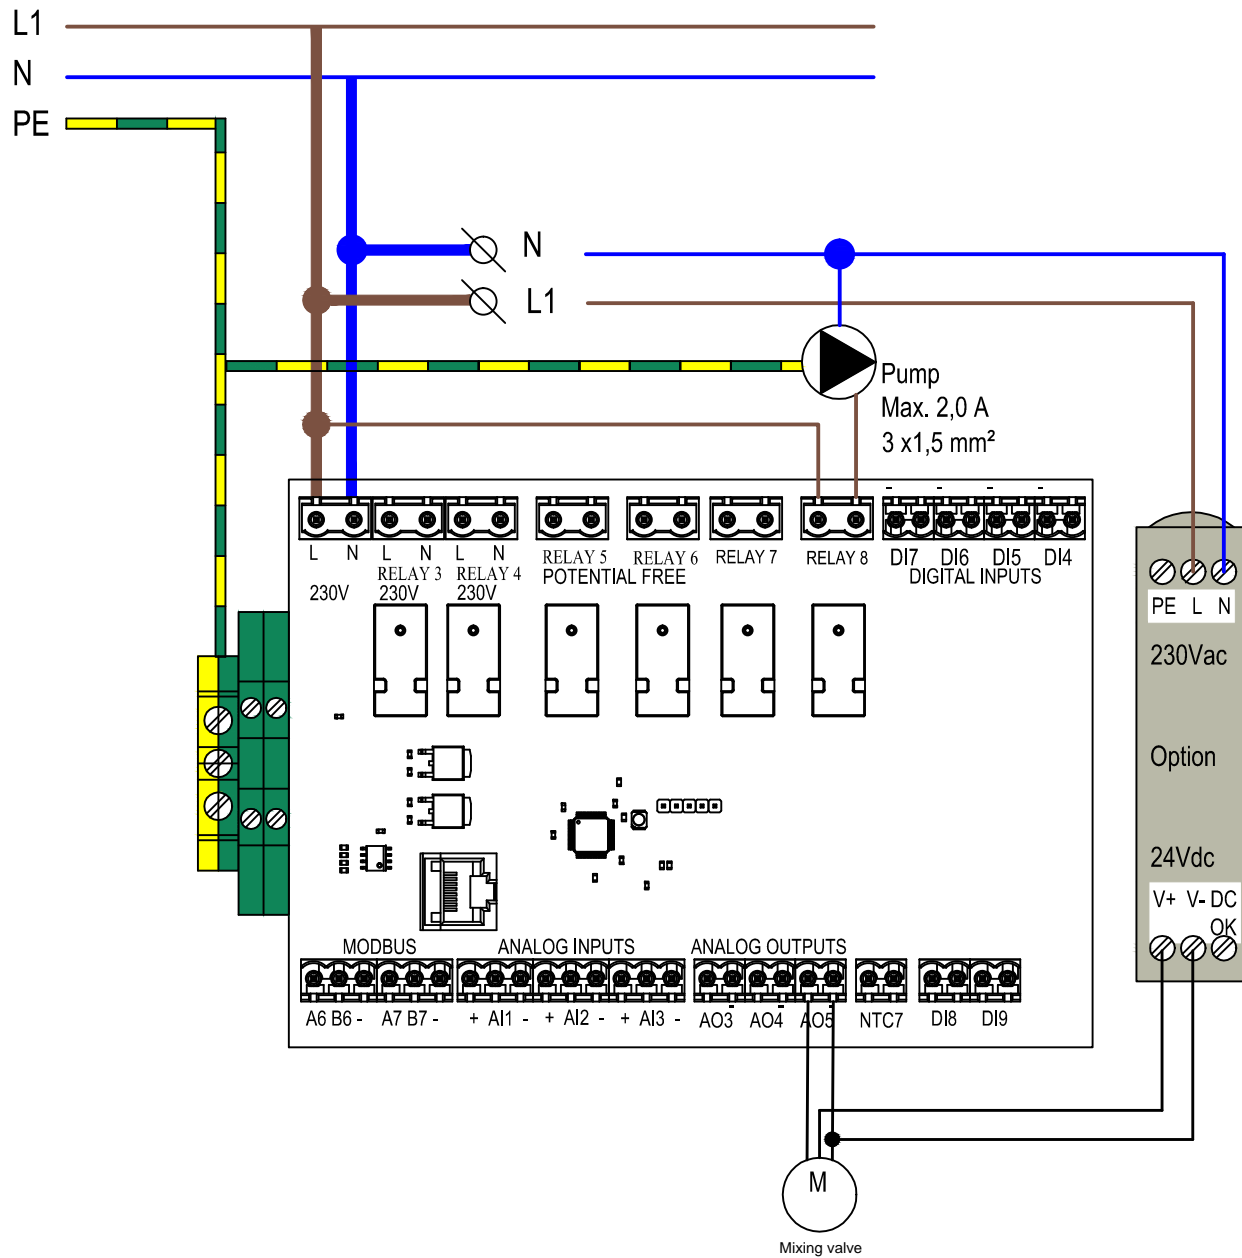 L1
N
PE
N
L1
Pump
Max. 2,0 A
3 x1,5 mm²
L N L N L N
RELAY 5 RELAY 6 RELAY 7 RELAY 8 DI7 DI6 DI5 DI4
RELAY 3 RELAY 4 POTENTIAL FREE DIGITAL INPUTS
230V 230V 230V
PE L N
230Vac
Option
24Vdc
V+ V- DC
OK
MODBUS ANALOG INPUTS ANALOG OUTPUTS
A6 B6 - A7 B7 - + AI1 - + AI2 - + AI3 - AO3 - AO4 - AO5 - NTC7 DI8 DI9
M
Mixing valve